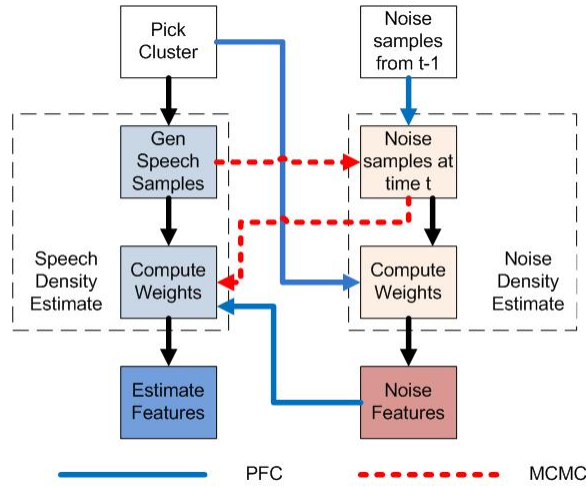 Pick
Cluster
Noise
samples
from t-1
Gen
Speech
Samples
Noise
samples at
time t
Speech
Density
Estimate
Compute
Weights
Compute
Weights
Noise
Density
Estimate
Estimate
Features
Noise
Features
PFC
MCMC